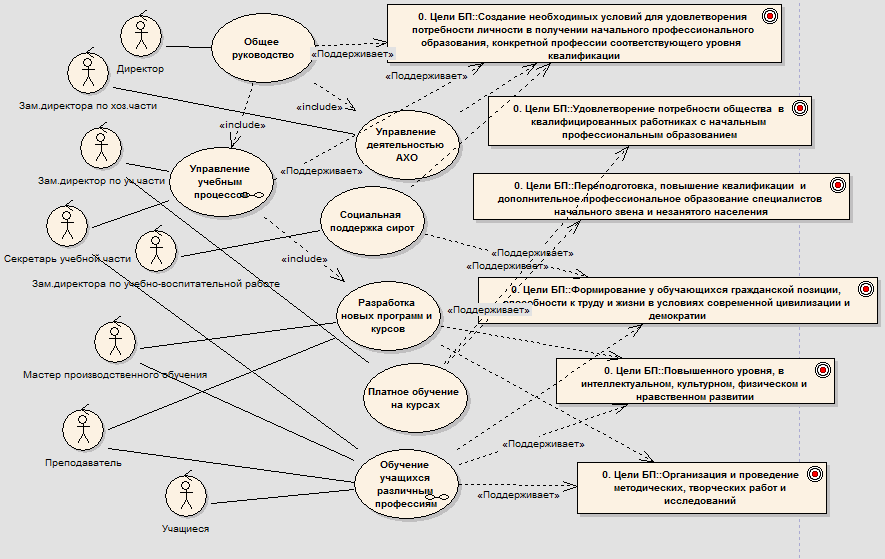 0. Цели БП::Создание необходимых условий для удовлетворения
потребности личности в получении начального профессионального
образования, конкретной профессии соответствующего уровня
квалификации
Общее
руководство
«Поддерживает»
Директор
«Поддерживает»
Зам.директора по хоз.части
«include»
0. Цели БП::Удовлетворение потребности общества в
квалифицированных работниках с начальным
профессиональным образованием
«include»
Управление
деятельностью
АХО
Зам.директор по уч.части
Управление
учебным
процессом
«Поддерживает»
0. Цели БП::Переподготовка, повышение квалификации и
дополнительное профессиональное образование специалистов
начального звена и незанятого населения
Социальная
поддержка сирот
Секретарь учебной части
«include»
«Поддерживает»
«Поддерживает»
Зам.директора по учебно-воспитательной работе
0. Цели БП::Формирование у обучающихся гражданской позиции,
способности к труду и жизни в условиях современной цивилизации и
демократии
Разработка
новых программ и
курсов
«Поддерживает»
Мастер производственного обучения
0. Цели БП::Повышенного уровня, в
интеллектуальном, культурном, физическом и
нравственном развитии
Платное обучение
на курсах
«Поддерживает»
Преподаватель
Обучение
учащихся
различным
профессиям
«Поддерживает»
0. Цели БП::Организация и проведение
методических, творческих работ и
исследований
Учащиеся